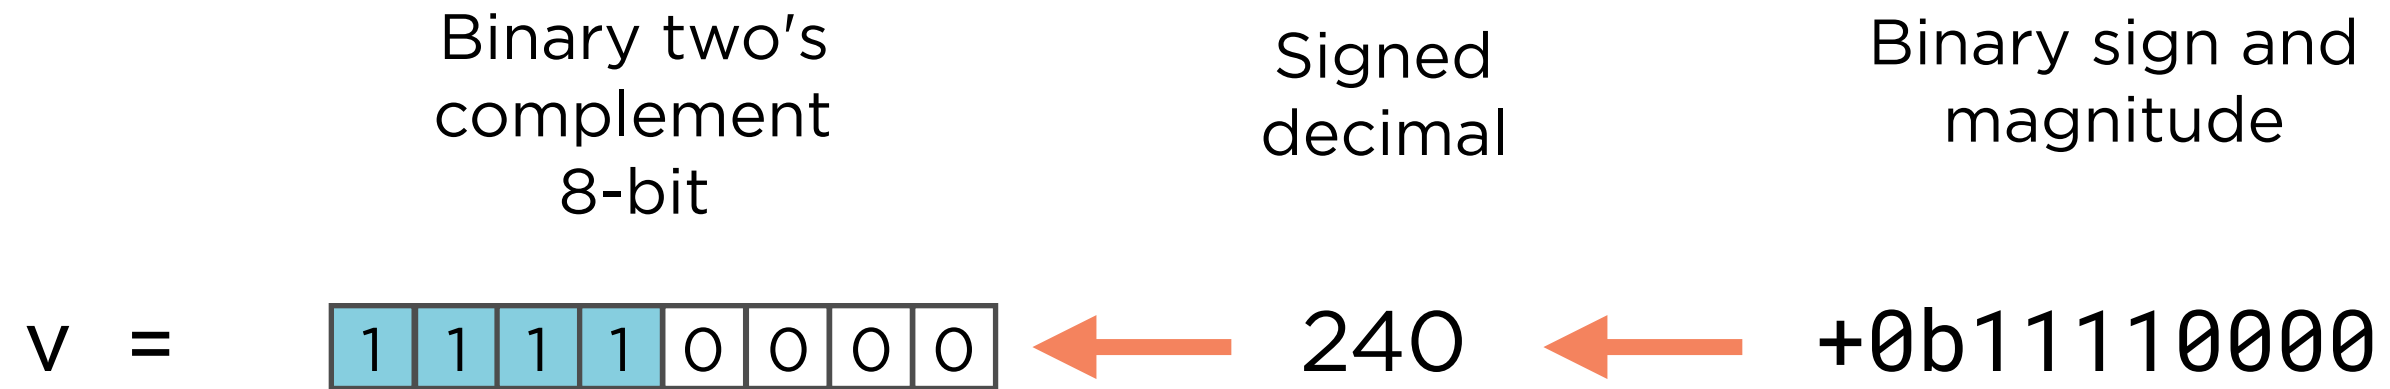 Binary two's
complement
8-bit
Signed
decimal
Binary sign and
magnitude
v = 1 1 1 1 0 0 0 0 240 +0b11110000